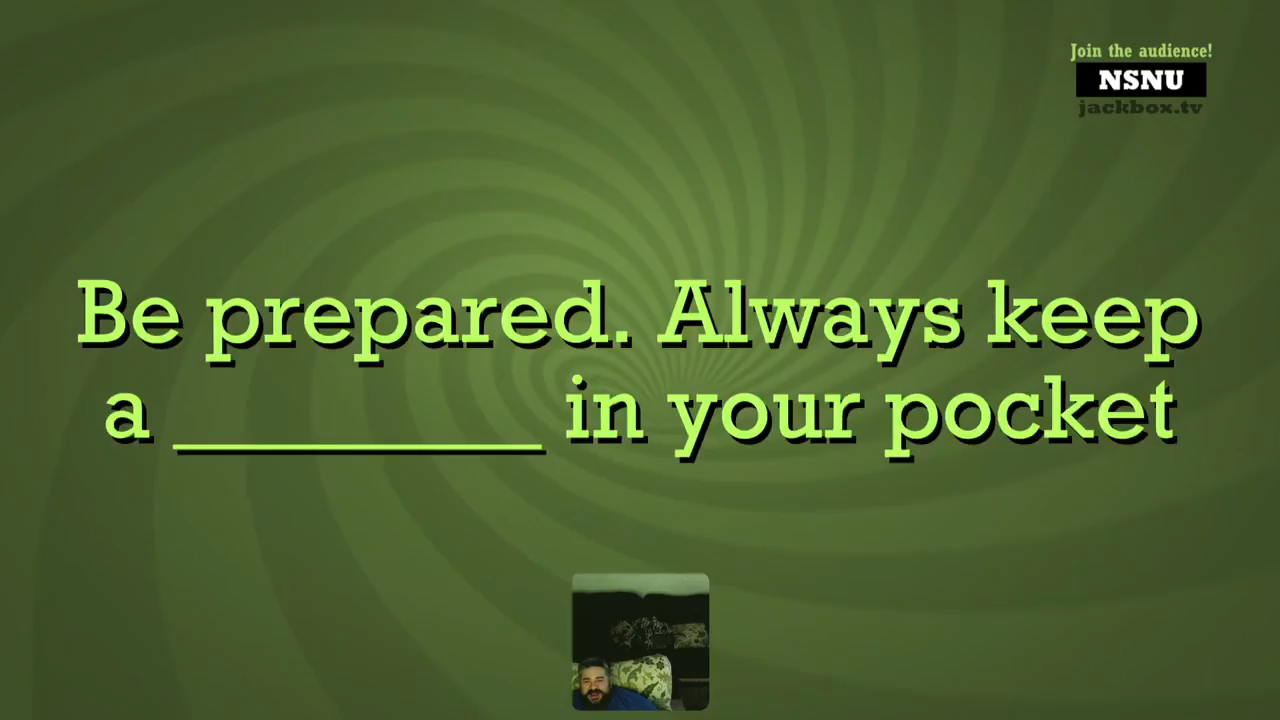 Join the audience!
NSNU
jackbox.tv
Be prepared. Always keep
a ________ in your pocket